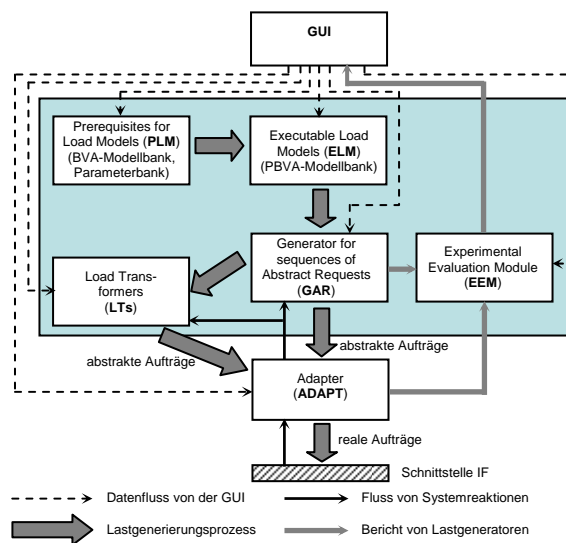 GUI
Prerequisites for
Load Models (PLM)
(BVA-Modellbank,
Parameterbank)
Executable Load
Models (ELM)
(PBVA-Modellbank)
Generator for
sequences of
Abstract Requests
(GAR)
Experimental
Evaluation Module
(EEM)
Load Trans-
formers
(LTs)
abstrakte Aufträge
abstrakte Aufträge
Adapter
(ADAPT)
reale Aufträge
Schnittstelle IF
Datenfluss von der GUI
Fluss von Systemreaktionen
Lastgenerierungsprozess
Bericht von Lastgeneratoren